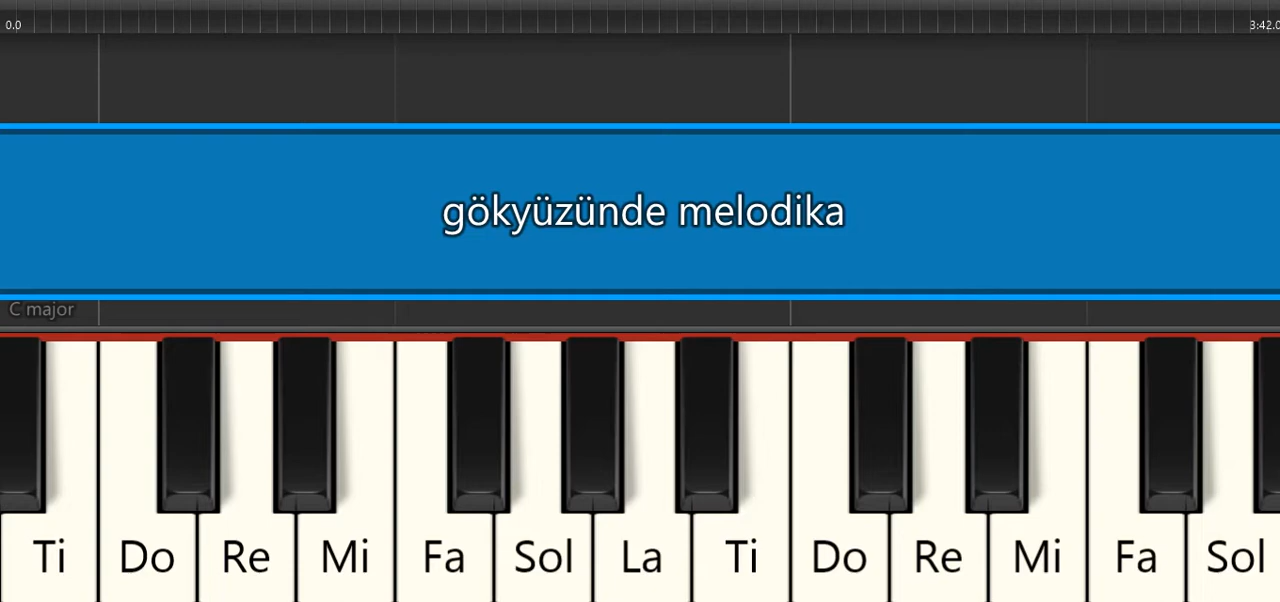 0.0 3:42.0
gökyüzünde melodika
C major
Ti Do Re Mi Fa Sol La Ti Do Re Mi Fa Sol